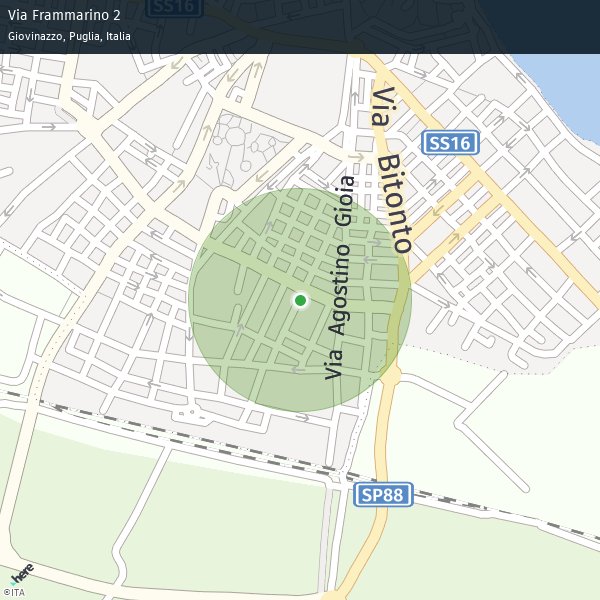 Via Frammarino 2
Giovinazzo, Puglia, Italia
SS16
SS16
Via Bitonto
Via Agostino Gioia
SP88
here
©ITA